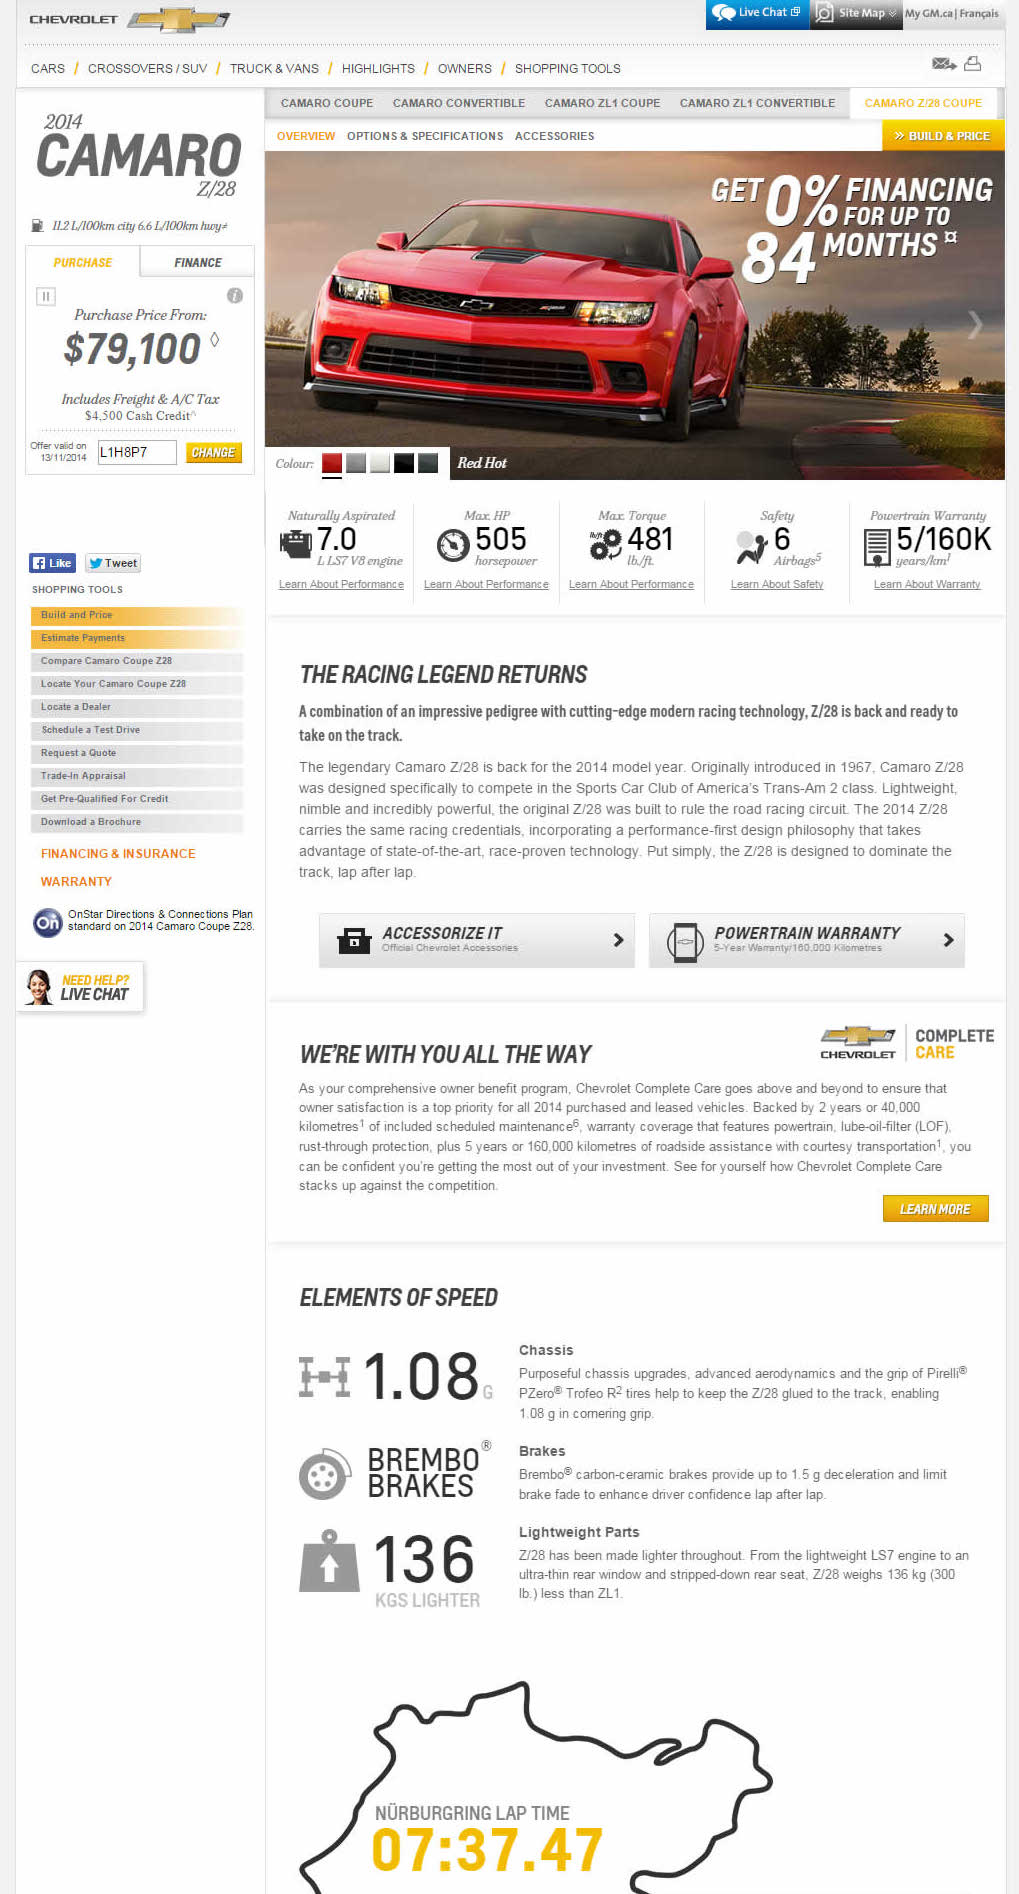 CHEVROLET
Live Chat
Site Map
My GM.ca | Français
CARS / CROSSOVERS / SUV / TRUCK & VANS / HIGHLIGHTS / OWNERS / SHOPPING TOOLS
CAMARO COUPE CAMARO CONVERTIBLE CAMARO ZL1 COUPE CAMARO ZL1 CONVERTIBLE CAMARO Z/28 COUPE
OVERVIEW OPTIONS & SPECIFICATIONS ACCESSORIES
» BUILD & PRICE
2014
CAMARO
Z/28
11.2 L/100km city 6.6 L/100km hwy≠
PURCHASE FINANCE
Purchase Price From:
$79,100 ◊
Includes Freight & A/C Tax
$4,500 Cash Credit^
Offer valid on
13/11/2014
L1H8P7
CHANGE
GET 0% FINANCING
FOR UP TO
84 MONTHS ¤
Colour:
Red Hot
Naturally Aspirated
7.0
L LS7 V8 engine
Learn About Performance
Max. HP
505
horsepower
Learn About Performance
Max. Torque
lb/ft
481
lb./ft.
Learn About Performance
Safety
6
Airbags5
Learn About Safety
Powertrain Warranty
5/160K
years/km1
Learn About Warranty
Like
Tweet
SHOPPING TOOLS
Build and Price
Estimate Payments
Compare Camaro Coupe Z28
Locate Your Camaro Coupe Z28
Locate a Dealer
Schedule a Test Drive
Request a Quote
Trade-In Appraisal
Get Pre-Qualified For Credit
Download a Brochure
FINANCING & INSURANCE
WARRANTY
On
OnStar Directions & Connections Plan
standard on 2014 Camaro Coupe Z28.
NEED HELP?
LIVE CHAT
THE RACING LEGEND RETURNS
A combination of an impressive pedigree with cutting-edge modern racing technology, Z/28 is back and ready to
take on the track.
The legendary Camaro Z/28 is back for the 2014 model year. Originally introduced in 1967, Camaro Z/28
was designed specifically to compete in the Sports Car Club of America's Trans-Am 2 class. Lightweight,
nimble and incredibly powerful, the original Z/28 was built to rule the road racing circuit. The 2014 Z/28
carries the same racing credentials, incorporating a performance-first design philosophy that takes
advantage of state-of-the-art, race-proven technology. Put simply, the Z/28 is designed to dominate the
track, lap after lap.
ACCESSORIZE IT
Official Chevrolet Accessories
POWERTRAIN WARRANTY
5-Year Warranty/160,000 Kilometres
CHEVROLET
COMPLETE
CARE
WE'RE WITH YOU ALL THE WAY
As your comprehensive owner benefit program, Chevrolet Complete Care goes above and beyond to ensure that
owner satisfaction is a top priority for all 2014 purchased and leased vehicles. Backed by 2 years or 40,000
kilometres1 of included scheduled maintenance6, warranty coverage that features powertrain, lube-oil-filter (LOF),
rust-through protection, plus 5 years or 160,000 kilometres of roadside assistance with courtesy transportation1, you
can be confident you're getting the most out of your investment. See for yourself how Chevrolet Complete Care
stacks up against the competition.
LEARN MORE
ELEMENTS OF SPEED
1.08 G
Chassis
Purposeful chassis upgrades, advanced aerodynamics and the grip of Pirelli®
PZero® Trofeo R2 tires help to keep the Z/28 glued to the track, enabling
1.08 g in cornering grip.
BREMBO®
BRAKES
Brakes
Brembo® carbon-ceramic brakes provide up to 1.5 g deceleration and limit
brake fade to enhance driver confidence lap after lap.
136
KGS LIGHTER
Lightweight Parts
Z/28 has been made lighter throughout. From the lightweight LS7 engine to an
ultra-thin rear window and stripped-down rear seat, Z/28 weighs 136 kg (300
lb.) less than ZL1.
NÜRBURGRING LAP TIME
07:37.47